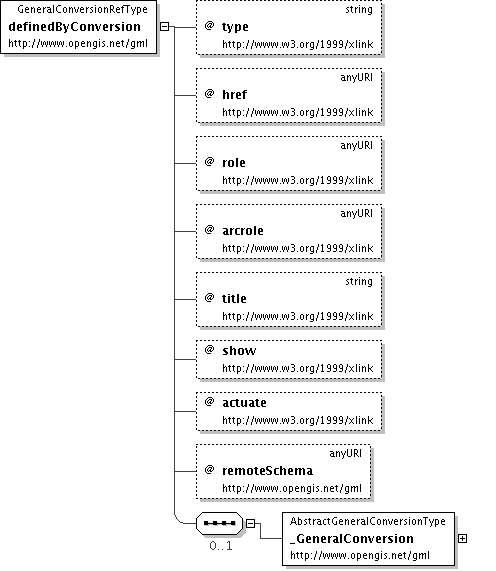 GeneralConversionRefType
definedByConversion
http://www.opengis.net/gml
string
@ type
http://www.w3.org/1999/xlink
anyURI
@ href
http://www.w3.org/1999/xlink
anyURI
@ role
http://www.w3.org/1999/xlink
anyURI
@ arcrole
http://www.w3.org/1999/xlink
string
@ title
http://www.w3.org/1999/xlink
@ show
http://www.w3.org/1999/xlink
@ actuate
http://www.w3.org/1999/xlink
anyURI
@ remoteSchema
http://www.opengis.net/gml
0..1
AbstractGeneralConversionType
_GeneralConversion
http://www.opengis.net/gml